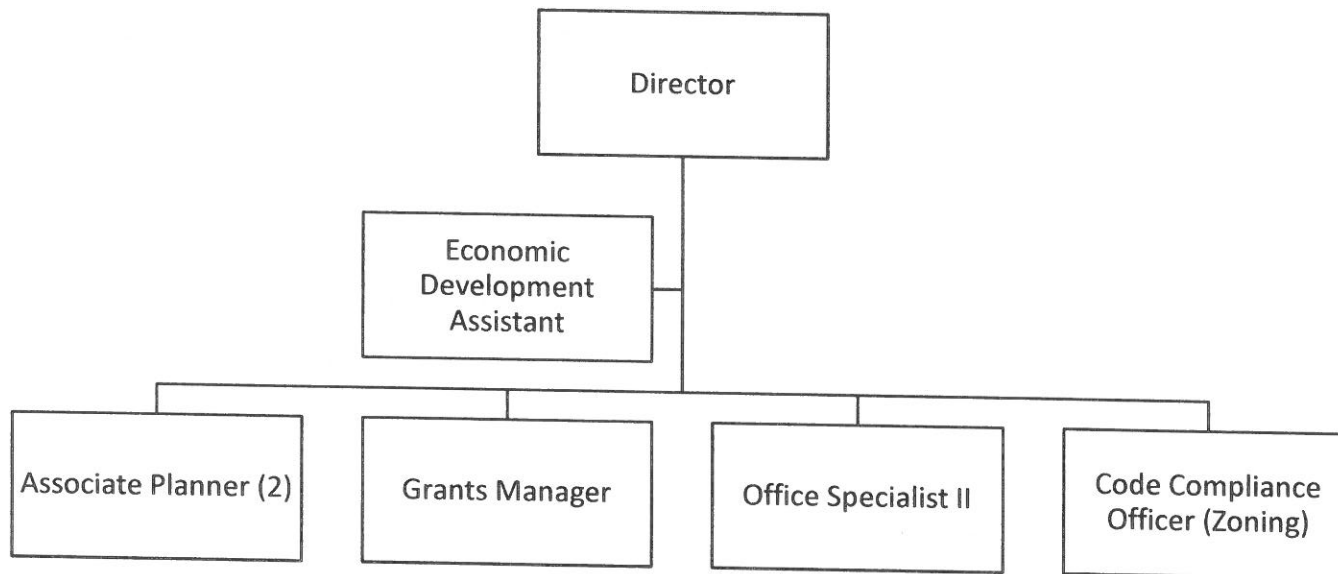 Director
Economic
Development
Assistant
Associate Planner (2)
Grants Manager
Office Specialist II
Code Compliance
Officer (Zoning)